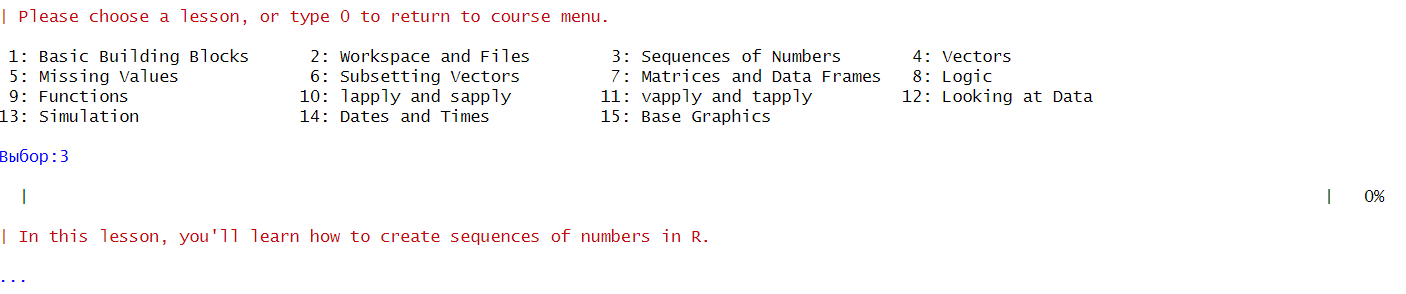 | Please choose a lesson, or type 0 to return to course menu.
1: Basic Building Blocks 2: Workspace and Files 3: Sequences of Numbers 4: Vectors
5: Missing Values 6: Subsetting Vectors 7: Matrices and Data Frames 8: Logic
9: Functions 10: lapply and sapply 11: vapply and tapply 12: Looking at Data
13: Simulation 14: Dates and Times 15: Base Graphics
Выбор:3
| | 0%
| In this lesson, you'll learn how to create sequences of numbers in R.
...